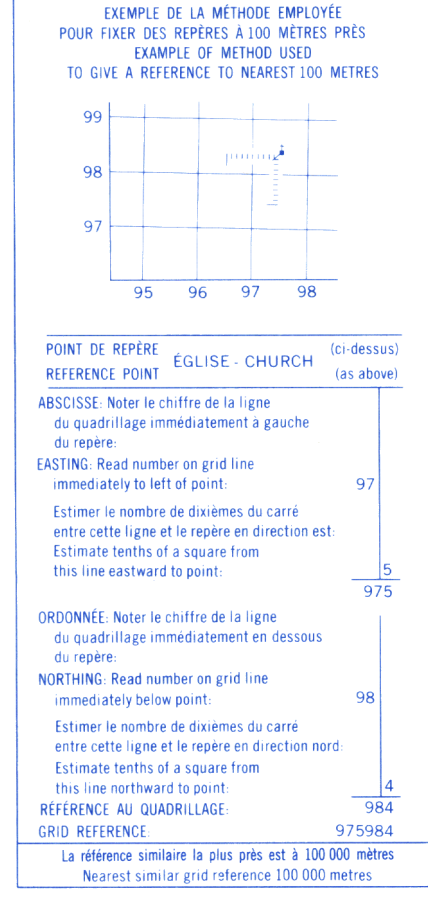 EXEMPLE DE LA MÉTHODE EMPLOYÉE
POUR FIXER DES REPÈRES À 100 MÈTRES PRÈS
EXAMPLE OF METHOD USED
TO GIVE A REFERENCE TO NEAREST 100 METRES
99
98
97
95 96 97 98
POINT DE REPÈRE
REFERENCE POINT
ÉGLISE - CHURCH
(ci-dessus)
(as above)
ABSCISSE: Noter le chiffre de la ligne
du quadrillage immédiatement à gauche
du repère:
EASTING: Read number on grid line
immediately to left of point: 97
Estimer le nombre de dixièmes du carré
entre cette ligne et le repère en direction est:
Estimate tenths of a square from
this line eastward to point: 5
975
ORDONNÉE: Noter le chiffre de la ligne
du quadrillage immédiatement en dessous
du repère:
NORTHING: Read number on grid line
immediately below point: 98
Estimer le nombre de dixièmes du carré
entre cette ligne et le repère en direction nord:
Estimate tenths of a square from
this line northward to point: 4
RÉFÉRENCE AU QUADRILLAGE: 984
GRID REFERENCE: 975984
La référence similaire la plus près est à 100 000 mètres
Nearest similar grid reference 100 000 metres